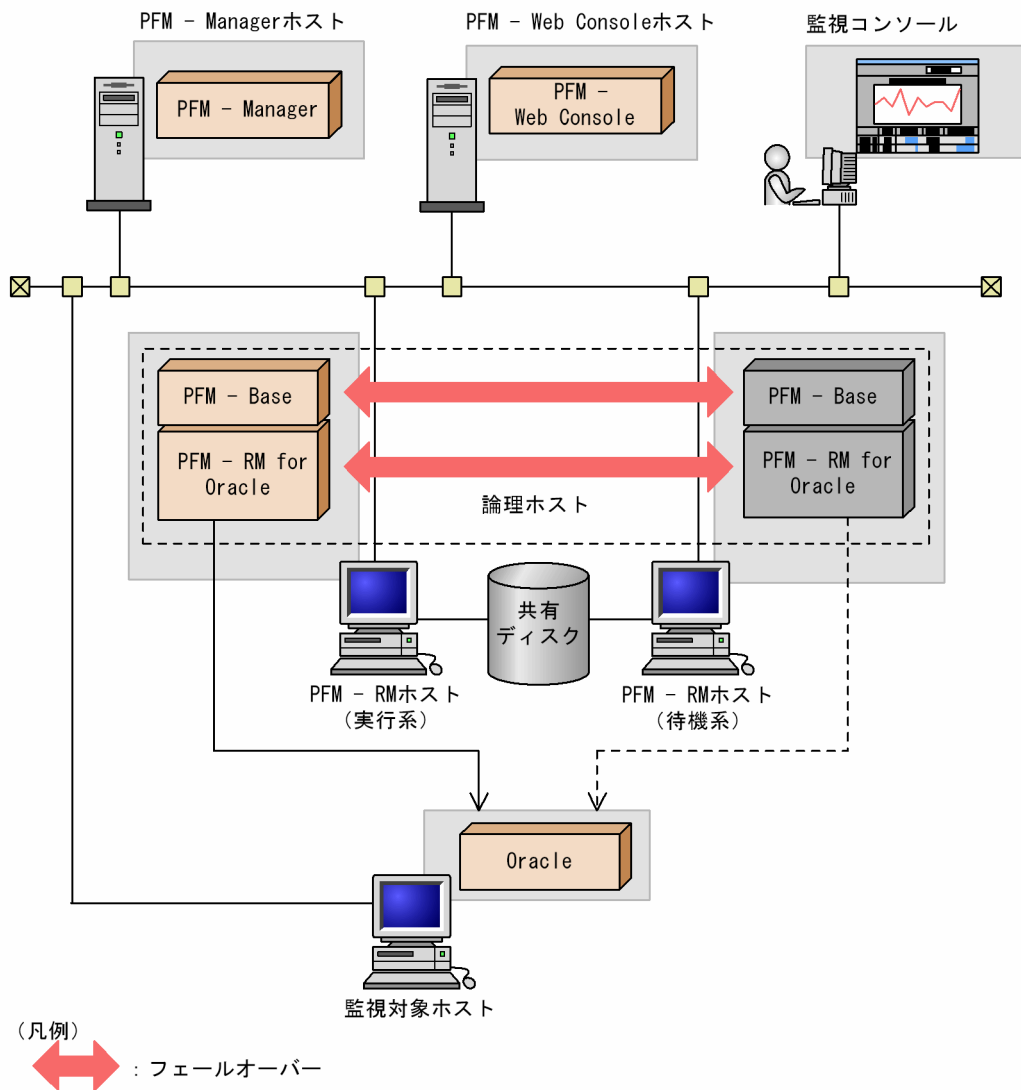 PFM - Managerホスト
PFM - Web Consoleホスト
監視コンソール
PFM - Manager
PFM -
Web Console
PFM - Base
PFM - RM for
Oracle
PFM - Base
PFM - RM for
Oracle
論理ホスト
共有
ディスク
PFM - RMホスト
(実行系)
PFM - RMホスト
(待機系)
Oracle
監視対象ホスト
(凡例)
: フェールオーバー